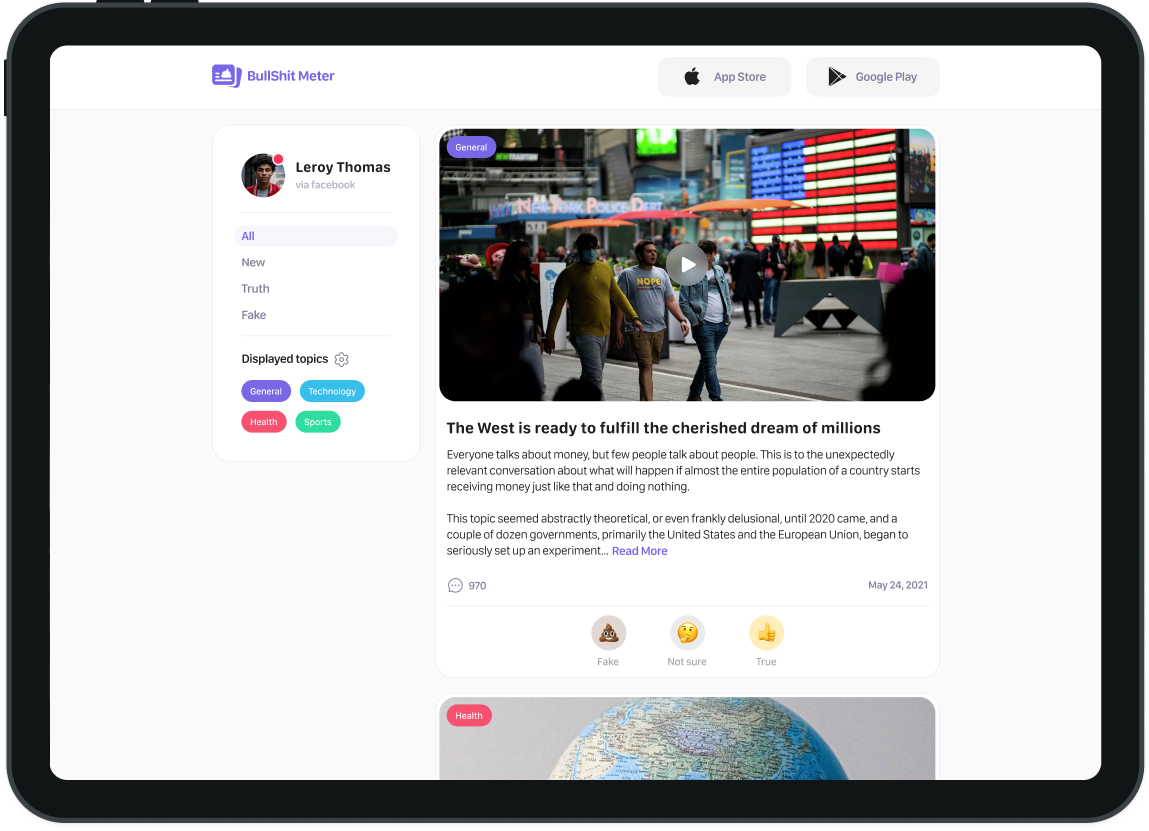 BullShit Meter
App Store
Google Play
Leroy Thomas
via facebook
All
New
Truth
Fake
Displayed topics
General
Technology
Health
Sports
General
NEW YORK POLICE DEPT
NOPE
The West is ready to fulfill the cherished dream of millions
Everyone talks about money, but few people talk about people. This is to the unexpectedly
relevant conversation about what will happen if almost the entire population of a country starts
receiving money just like that and doing nothing.
This topic seemed abstractly theoretical, or even frankly delusional, until 2020 came, and a
couple of dozen governments, primarily the United States and the European Union, began to
seriously set up an experiment... Read More
970
May 24, 2021
Fake
Not sure
True
Health